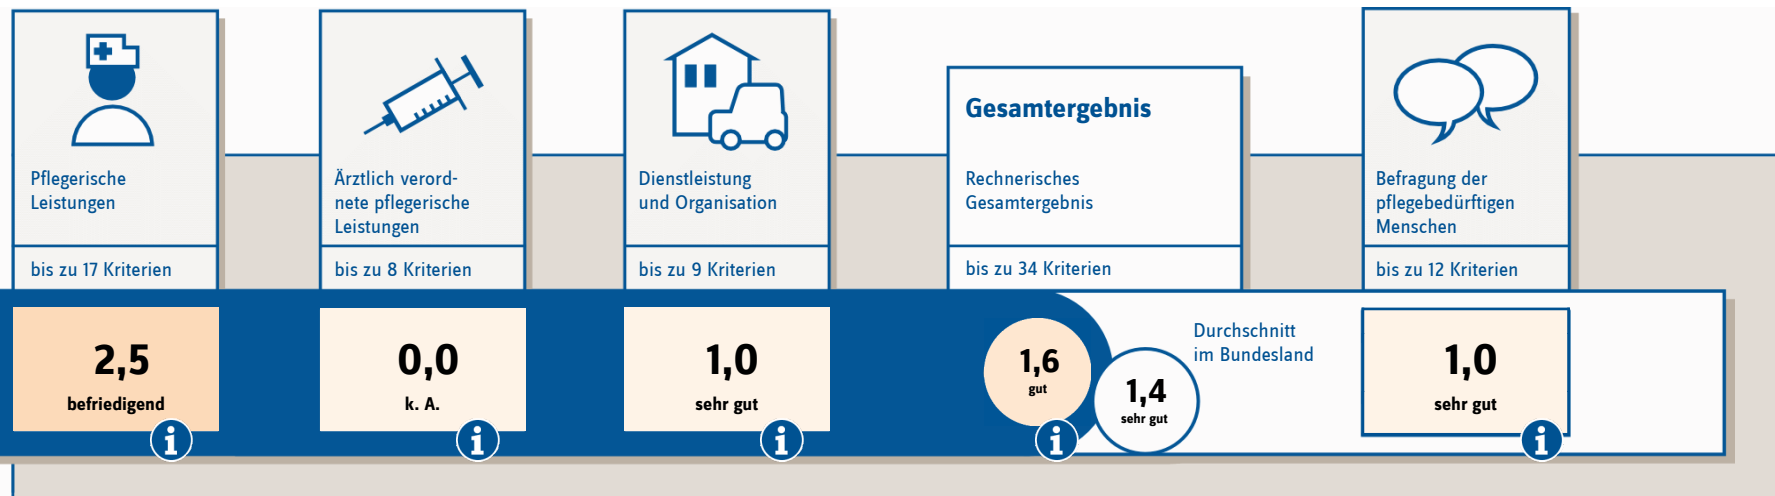 Pflegerische
Leistungen
bis zu 17 Kriterien
2,5
befriedigend
Ärztlich verord-
nete pflegerische
Leistungen
bis zu 8 Kriterien
0,0
k. A.
Dienstleistung
und Organisation
bis zu 9 Kriterien
1,0
sehr gut
Gesamtergebnis
Rechnerisches
Gesamtergebnis
bis zu 34 Kriterien
1,6
gut
1,4
sehr gut
Durchschnitt
im Bundesland
Befragung der
pflegebedürftigen
Menschen
bis zu 12 Kriterien
1,0
sehr gut